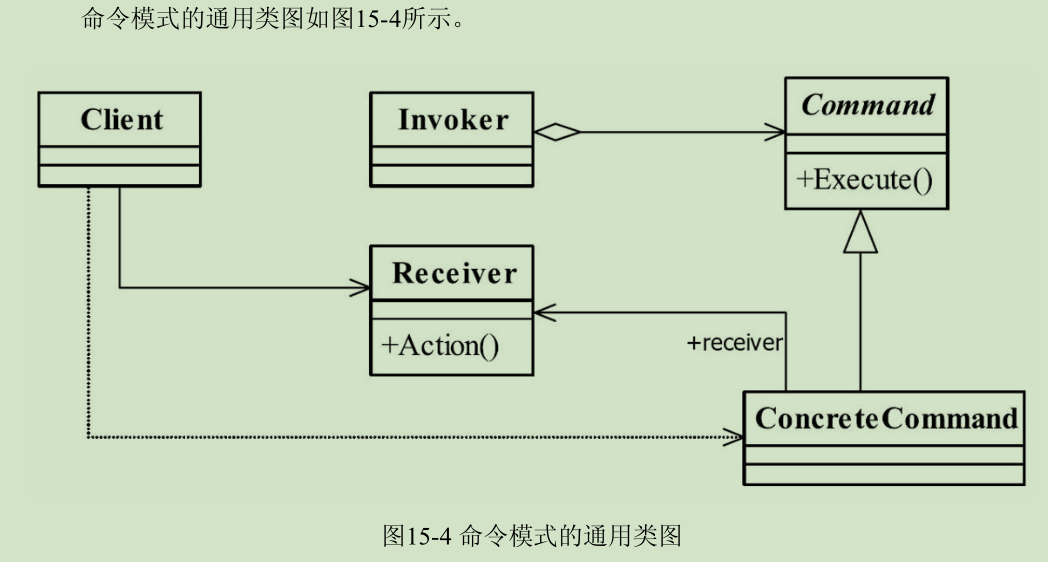 命令模式的通用类图如图15-4所示。
Client
Invoker
Command
+Execute()
Receiver
+Action()
+receiver
ConcreteCommand
图15-4 命令模式的通用类图